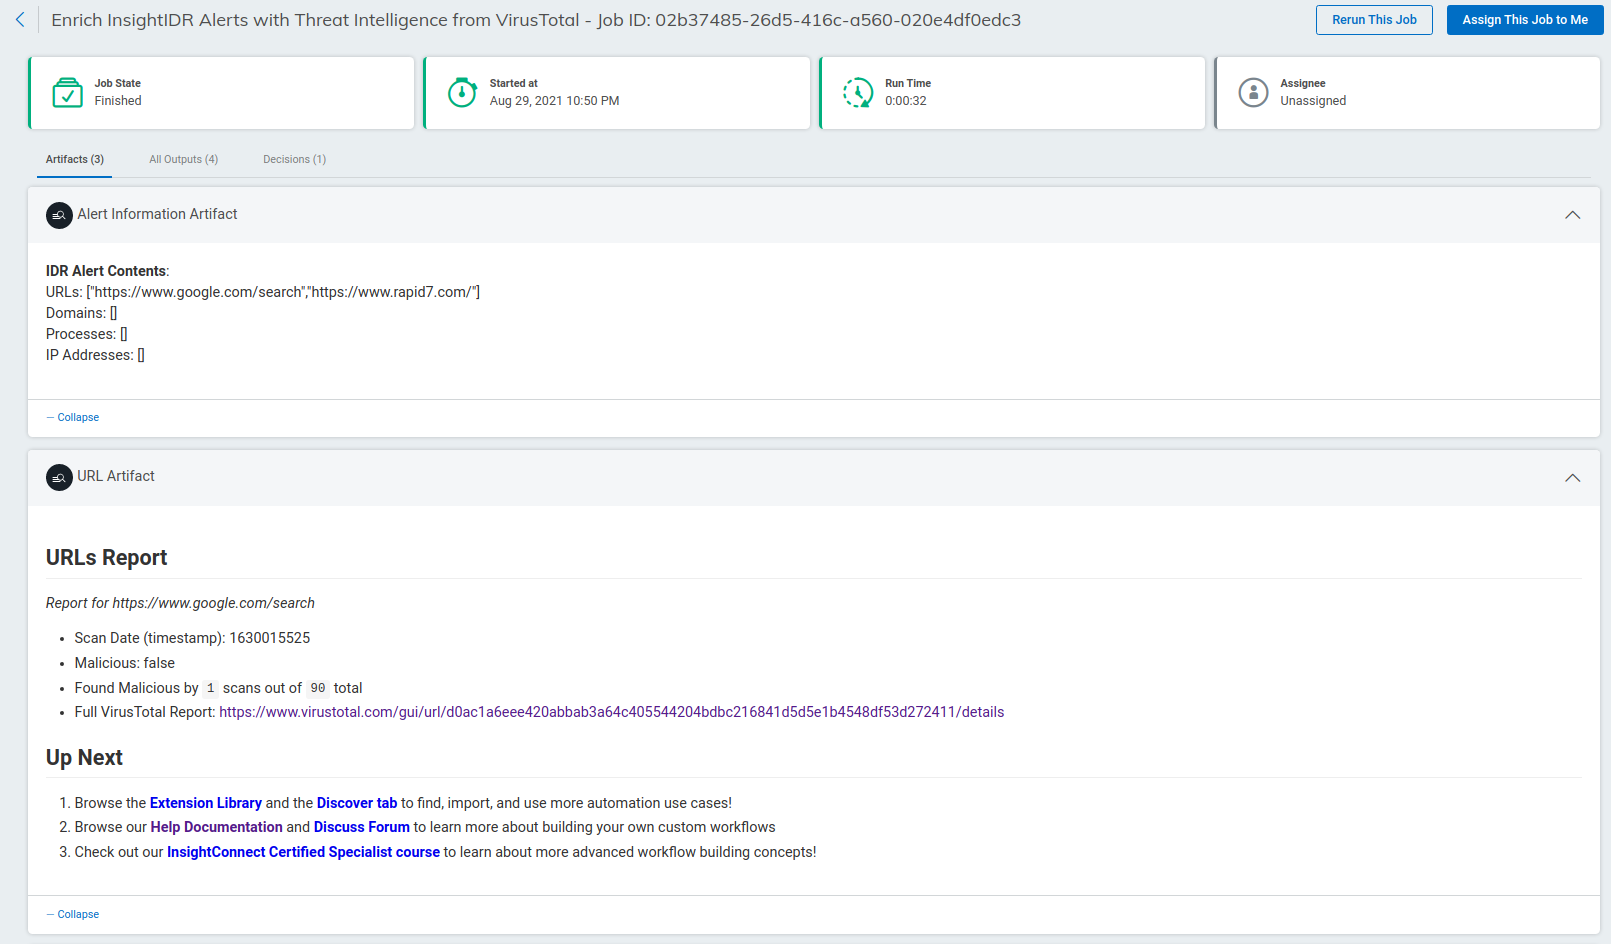 Enrich InsightIDR Alerts with Threat Intelligence from VirusTotal - Job ID: 02b37485-26d5-416c-a560-020e4df0edc3
Rerun This Job
Assign This Job to Me
Job State
Finished
Started at
Aug 29, 2021 10:50 PM
Run Time
0:00:32
Assignee
Unassigned
Artifacts (3)
All Outputs (4)
Decisions (1)
Alert Information Artifact
IDR Alert Contents:
URLs: ["https://www.google.com/search","https://www.rapid7.com/"]
Domains: []
Processes: []
IP Addresses: []
— Collapse
URL Artifact
URLs Report
Report for https://www.google.com/search
• Scan Date (timestamp): 1630015525
• Malicious: false
• Found Malicious by 1 scans out of 90 total
• Full VirusTotal Report: https://www.virustotal.com/gui/url/d0ac1a6eee420abbab3a64c405544204bdbc216841d5d5e1b4548df53d272411/details
Up Next
1. Browse the Extension Library and the Discover tab to find, import, and use more automation use cases!
2. Browse our Help Documentation and Discuss Forum to learn more about building your own custom workflows
3. Check out our InsightConnect Certified Specialist course to learn about more advanced workflow building concepts!
— Collapse